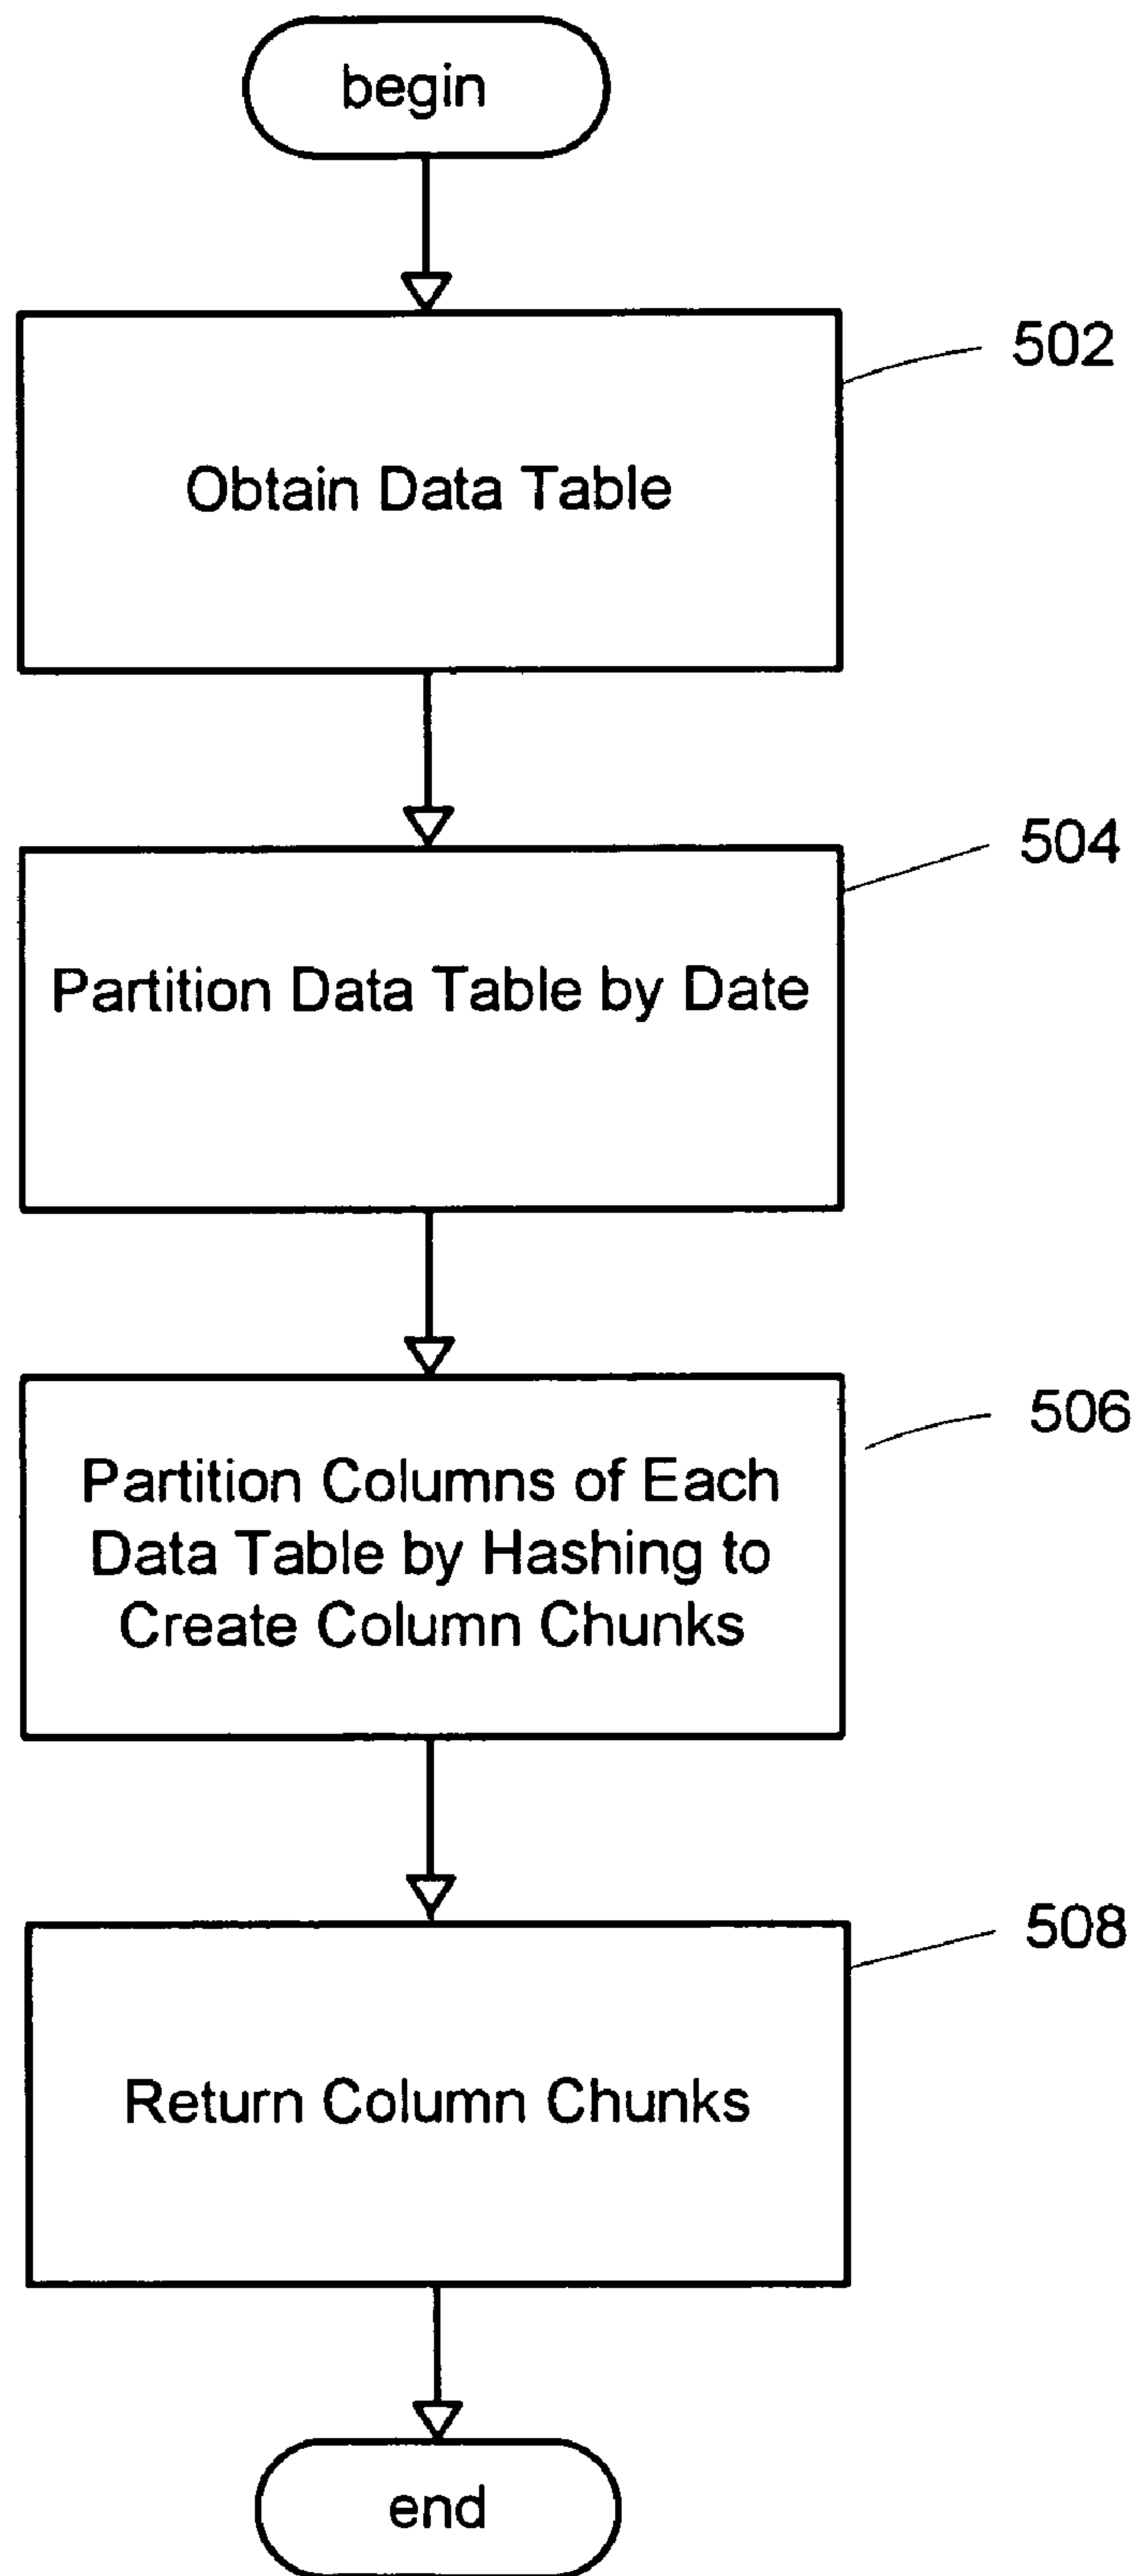 begin
502
Obtain Data Table
504
Partition Data Table by Date
506
Partition Columns of Each
Data Table by Hashing to
Create Column Chunks
508
Return Column Chunks
end